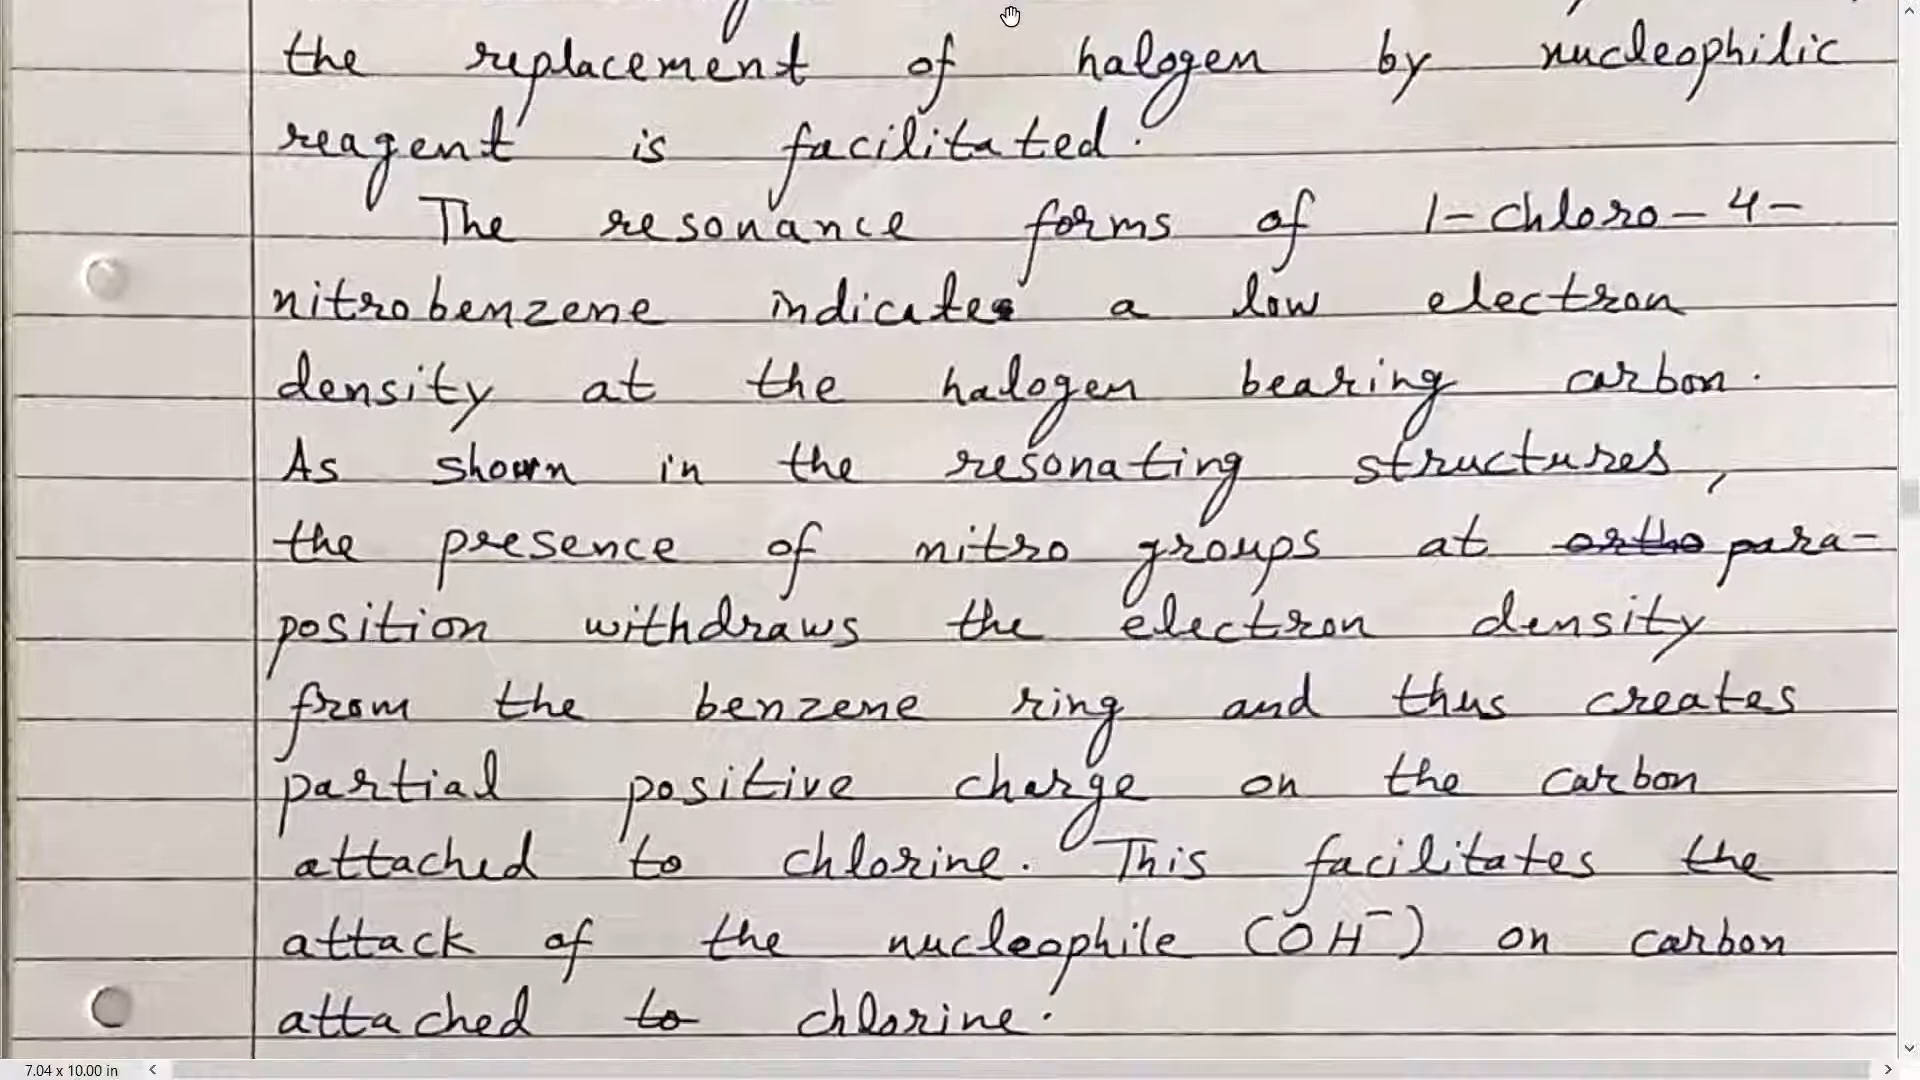 the replacement of halogen by nucleophilic
reagent is facilitated.
The resonance forms of 1-chloro-4-
nitrobenzene indicate a low electron
density at the halogen bearing carbon.
As shown in the resonating structures,
the presence of nitro groups at ortho para-
position withdraws the electron density
from the benzene ring and thus creates
partial positive charge on the carbon
attached to chlorine. This facilitates the
attack of the nucleophile (OH⁻) on carbon
attached to chlorine.
7.04 x 10.00 in